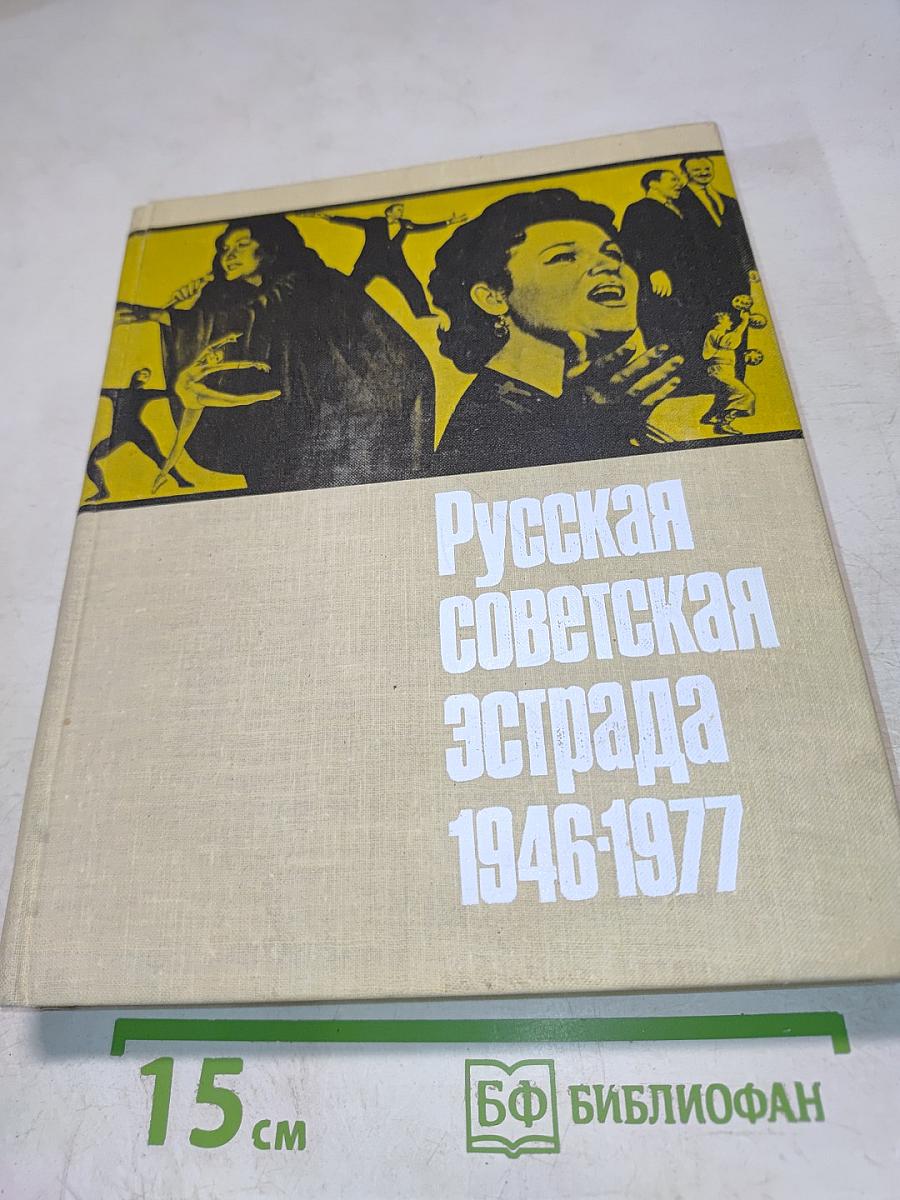 Русская
советская
эстрада
1946-1977
15 см
БФ БИБЛИОФАН